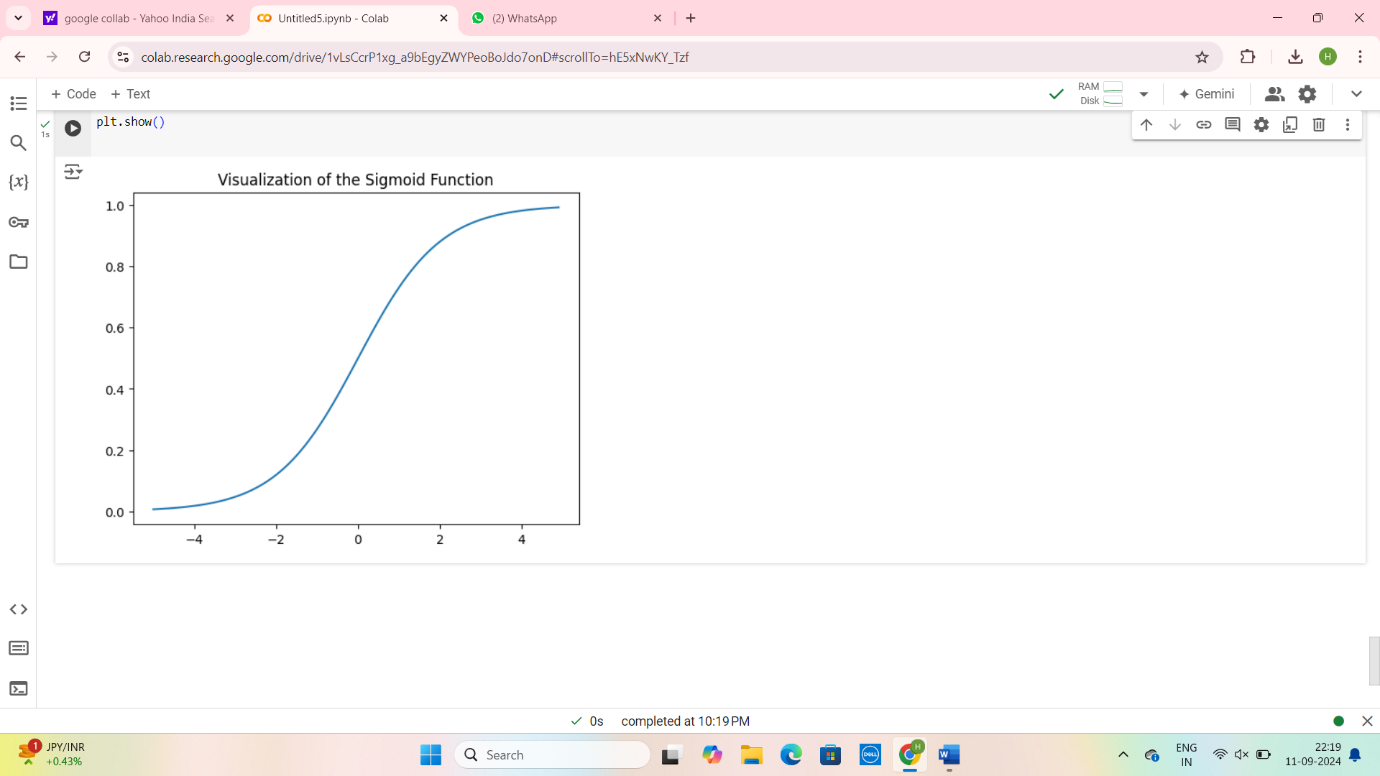 google collab - Yahoo India Sea
Untitled5.ipynb - Colab
(2) WhatsApp
colab.research.google.com/drive/1vLsCcrP1xg_a9bEgyZWYPeoBoJdo7onD#scrollTo=hE5xNwKY_Tzf
H
+ Code + Text
RAM
Disk
Gemini
1s
plt.show()
{x}
Visualization of the Sigmoid Function
1.0
0.8
0.6
0.4
0.2
0.0
−4 −2 0 2 4
0s completed at 10:19 PM
1
JPY/INR
+0.43%
Search
DELL
H
W
ENG
IN
22:19
11-09-2024